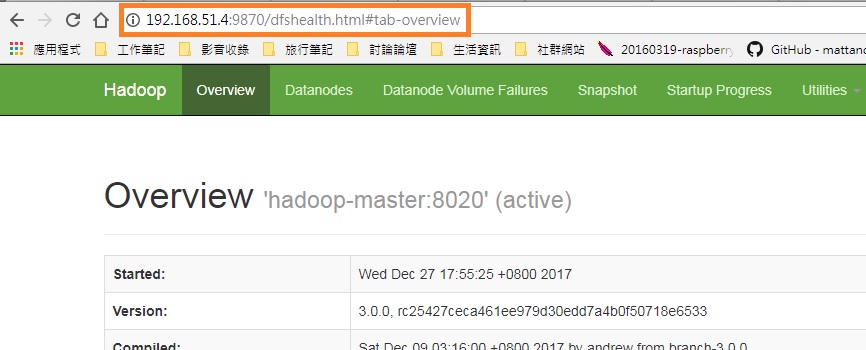 192.168.51.4:9870/dfshealth.html#tab-overview
應用程式 工作筆記 影音收錄 旅行筆記 討論論壇 生活資訊 社群網站 20160319-raspberry GitHub - mattand
Hadoop Overview Datanodes Datanode Volume Failures Snapshot Startup Progress Utilities
Overview 'hadoop-master:8020' (active)
Started: Wed Dec 27 17:55:25 +0800 2017
Version: 3.0.0, rc25427ceca461ee979d30edd7a4b0f50718e6533
Compiled: Sat Dec 09 03:16:00 +0800 2017 by andrew from branch-3.0.0